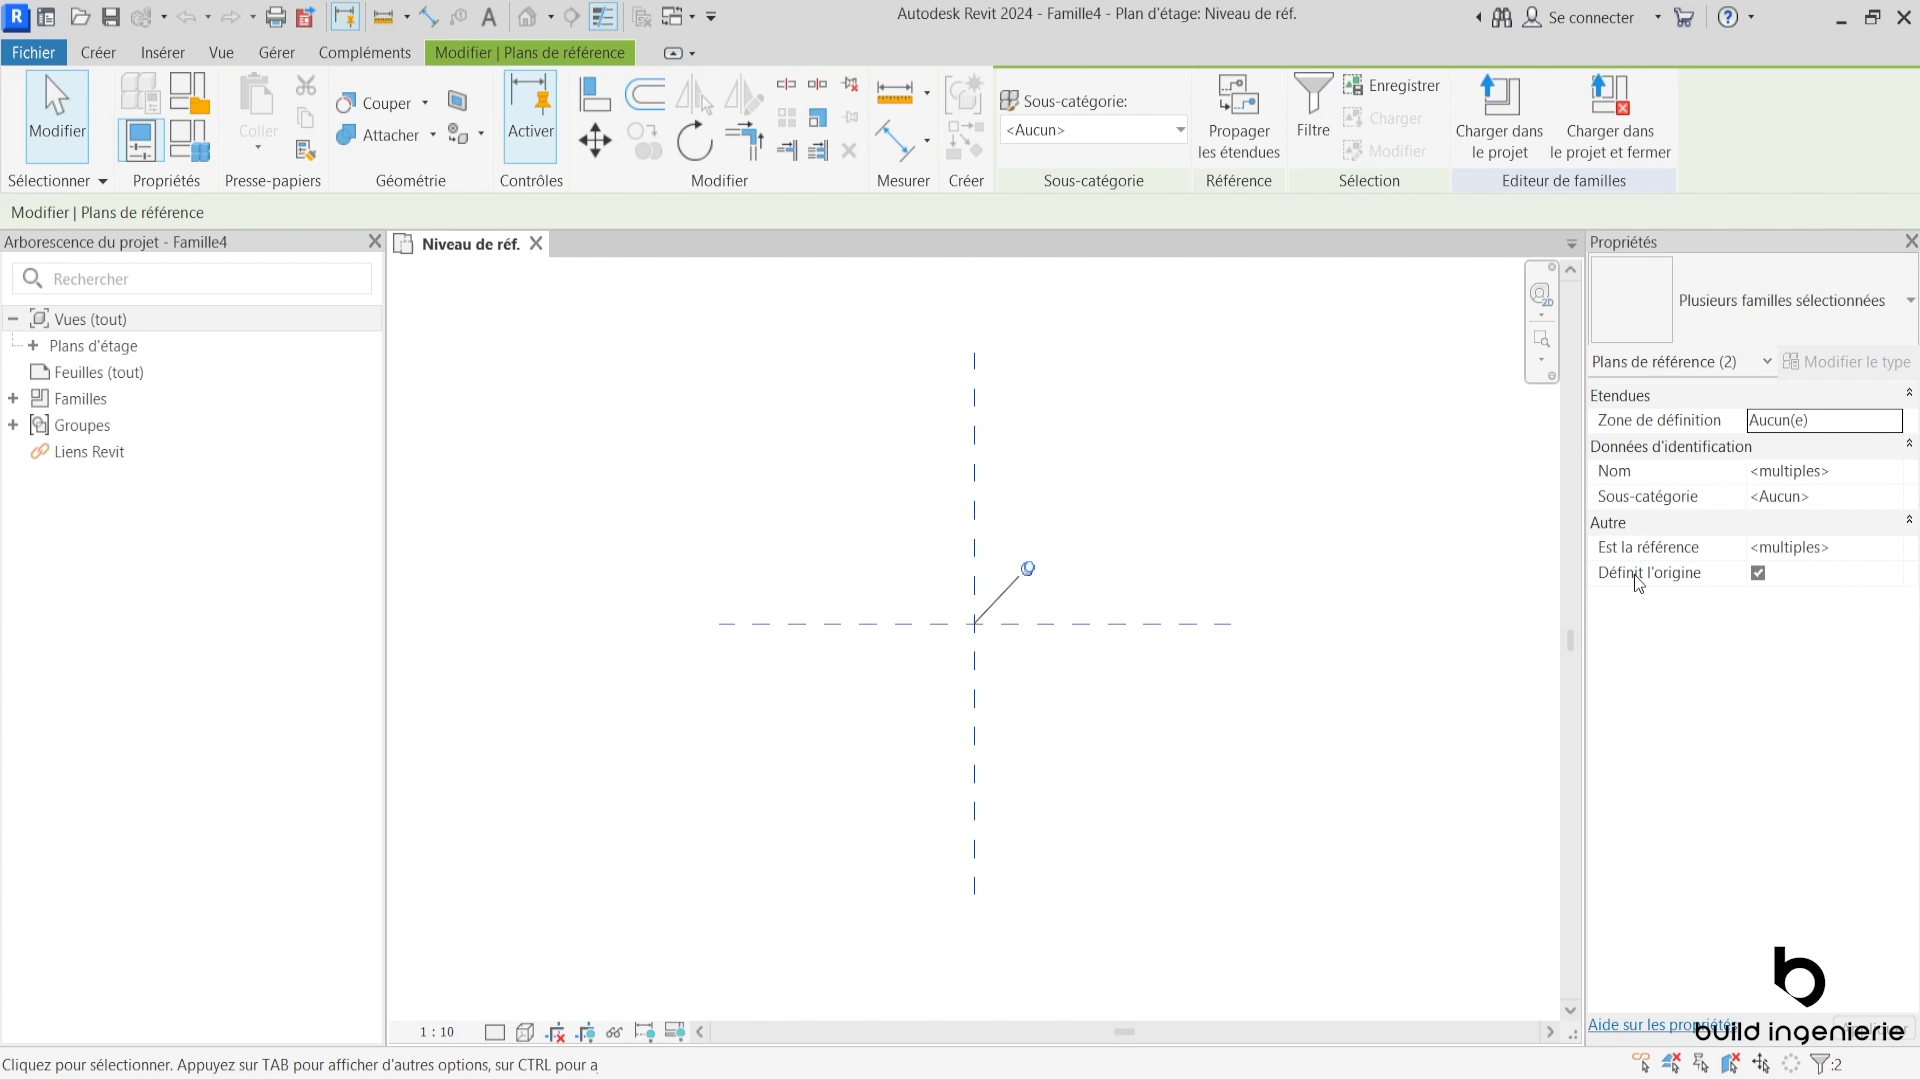 Autodesk Revit 2024 - Famille4 - Plan d'étage: Niveau de réf.
Se connecter
Fichier
Créer
Insérer
Vue
Gérer
Compléments
Modifier | Plans de référence
Modifier
Coller
Couper
Attacher
Activer
Sous-catégorie:
<Aucun>
Propager
les étendues
Filtre
Enregistrer
Charger
Modifier
Charger dans
le projet
Charger dans
le projet et fermer
Sélectionner
Propriétés
Presse-papiers
Géométrie
Contrôles
Modifier
Mesurer
Créer
Sous-catégorie
Référence
Sélection
Editeur de familles
Modifier | Plans de référence
Arborescence du projet - Famille4
Rechercher
Vues (tout)
Plans d'étage
Feuilles (tout)
Familles
Groupes
Liens Revit
Niveau de réf.
2D
Propriétés
Plusieurs familles sélectionnées
Plans de référence (2)
Modifier le type
Etendues
Zone de définition
Aucun(e)
Données d'identification
Nom
<multiples>
Sous-catégorie
<Aucun>
Autre
Est la référence
<multiples>
Définit l'origine
Aide sur les propriétés
build ingenierie
1 : 10
Cliquez pour sélectionner. Appuyez sur TAB pour afficher d'autres options, sur CTRL pour a
:2